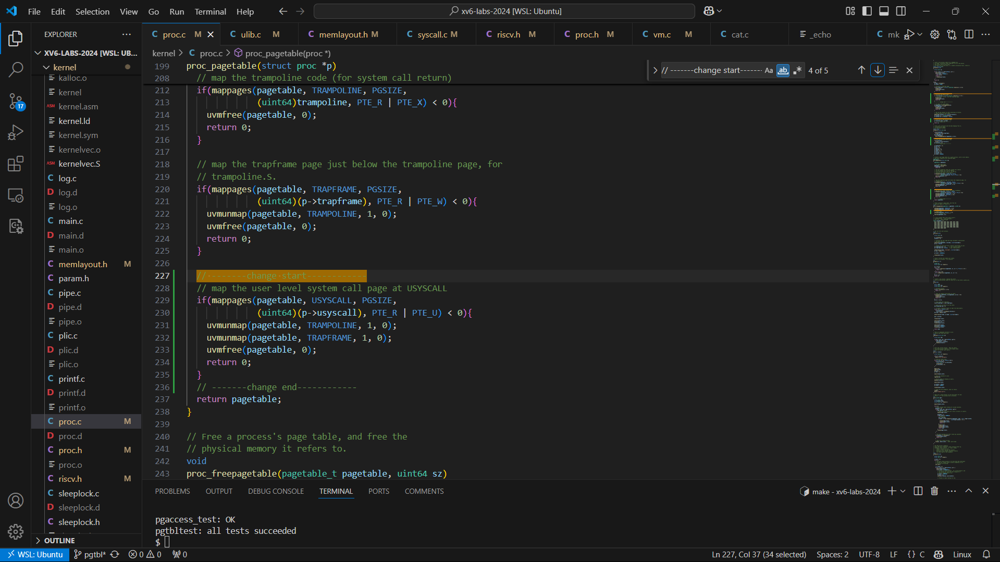 File Edit Selection View Go Run Terminal Help
xv6-labs-2024 [WSL: Ubuntu]
EXPLORER
proc.c M
ulib.c M
memlayout.h M
syscall.c M
riscv.h M
proc.h M
vm.c M
cat.c
_echo
mk
XV6-LABS-2024 [WSL: UB...
kernel
kalloc.o
kernel
ASM kernel.asm
kernel.ld
kernel.sym
kernelvec.o
ASM kernelvec.S
C log.c
D log.d
log.o
C main.c
D main.d
main.o
C memlayout.h M
C param.h
C pipe.c
D pipe.d
pipe.o
C plic.c
D plic.d
plic.o
C printf.c
D printf.d
printf.o
C proc.c M
D proc.d
C proc.h M
proc.o
C riscv.h M
C sleeplock.c
D sleeplock.d
C sleeplock.h
OUTLINE
kernel > C proc.c > proc_pagetable(proc *)
// -------change start------- Aa ab .* 4 of 5
199 proc_pagetable(struct proc *p)
208 // map the trampoline code (for system call return)
212 if(mappages(pagetable, TRAMPOLINE, PGSIZE,
213 (uint64)trampoline, PTE_R | PTE_X) < 0){
214 uvmfree(pagetable, 0);
215 return 0;
216 }
217
218 // map the trapframe page just below the trampoline page, for
219 // trampoline.S.
220 if(mappages(pagetable, TRAPFRAME, PGSIZE,
221 (uint64)(p->trapframe), PTE_R | PTE_W) < 0){
222 uvmunmap(pagetable, TRAMPOLINE, 1, 0);
223 uvmfree(pagetable, 0);
224 return 0;
225 }
226
227 // -------change start------------
228 // map the user level system call page at USYSCALL
229 if(mappages(pagetable, USYSCALL, PGSIZE,
230 (uint64)(p->usyscall), PTE_R | PTE_U) < 0){
231 uvmunmap(pagetable, TRAMPOLINE, 1, 0);
232 uvmunmap(pagetable, TRAPFRAME, 1, 0);
233 uvmfree(pagetable, 0);
234 return 0;
235 }
236 // -------change end------------
237 return pagetable;
238 }
239
240 // Free a process's page table, and free the
241 // physical memory it refers to.
242 void
243 proc_freepagetable(pagetable_t pagetable, uint64 sz)
PROBLEMS OUTPUT DEBUG CONSOLE TERMINAL PORTS COMMENTS
make - xv6-labs-2024
pgaccess_test: OK
pgtbltest: all tests succeeded
$
17
WSL: Ubuntu pgtbl* 0 0 0
Ln 227, Col 37 (34 selected) Spaces: 2 UTF-8 LF {} C Linux